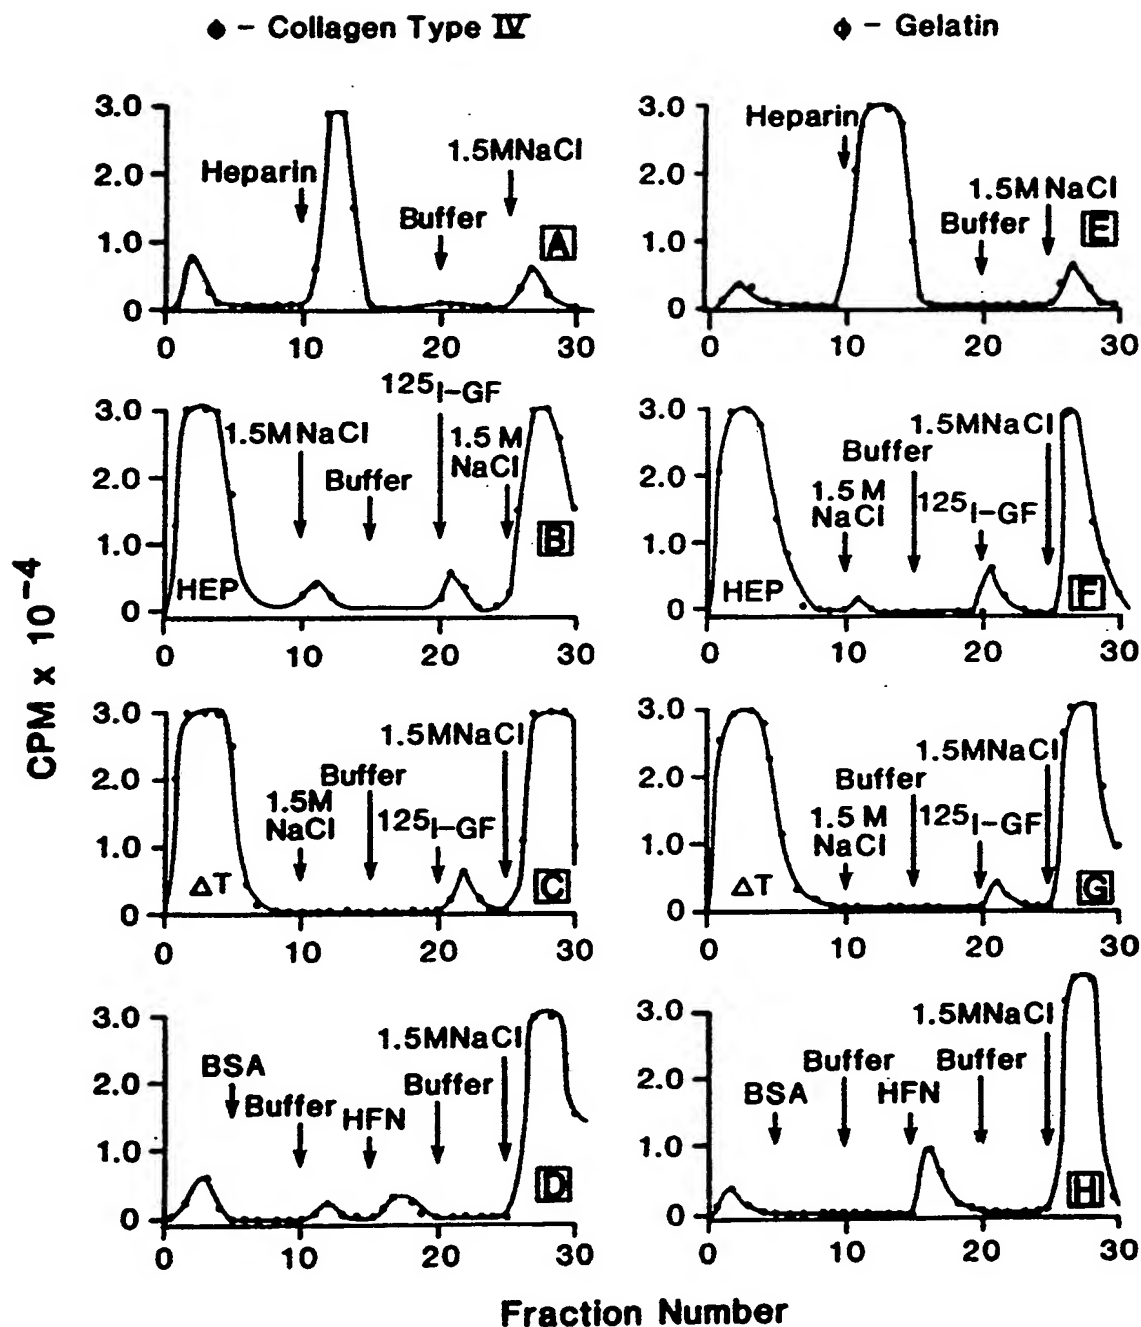 - Collagen Type IV
- Gelatin
CPM x 10⁻⁴
3.0
2.0
1.0
0
Heparin
Buffer
1.5MNaCl
A
0 10 20 30
3.0
2.0
1.0
0
Heparin
Buffer
1.5M NaCl
E
0 10 20 30
3.0
2.0
1.0
0
HEP
1.5M NaCl
Buffer
¹²⁵I-GF
1.5 M
NaCl
B
0 10 20 30
3.0
2.0
1.0
0
HEP
1.5 M
NaCl
Buffer
¹²⁵I-GF
1.5MNaCl
F
0 10 20 30
3.0
2.0
1.0
0
ΔT
1.5M
NaCl
Buffer
¹²⁵I-GF
1.5MNaCl
C
0 10 20 30
3.0
2.0
1.0
0
ΔT
1.5 M
NaCl
Buffer
¹²⁵I-GF
1.5MNaCl
G
0 10 20 30
3.0
2.0
1.0
0
BSA
Buffer
HFN
Buffer
1.5MNaCl
D
0 10 20 30
3.0
2.0
1.0
0
BSA
Buffer
HFN
Buffer
1.5MNaCl
H
0 10 20 30
Fraction Number